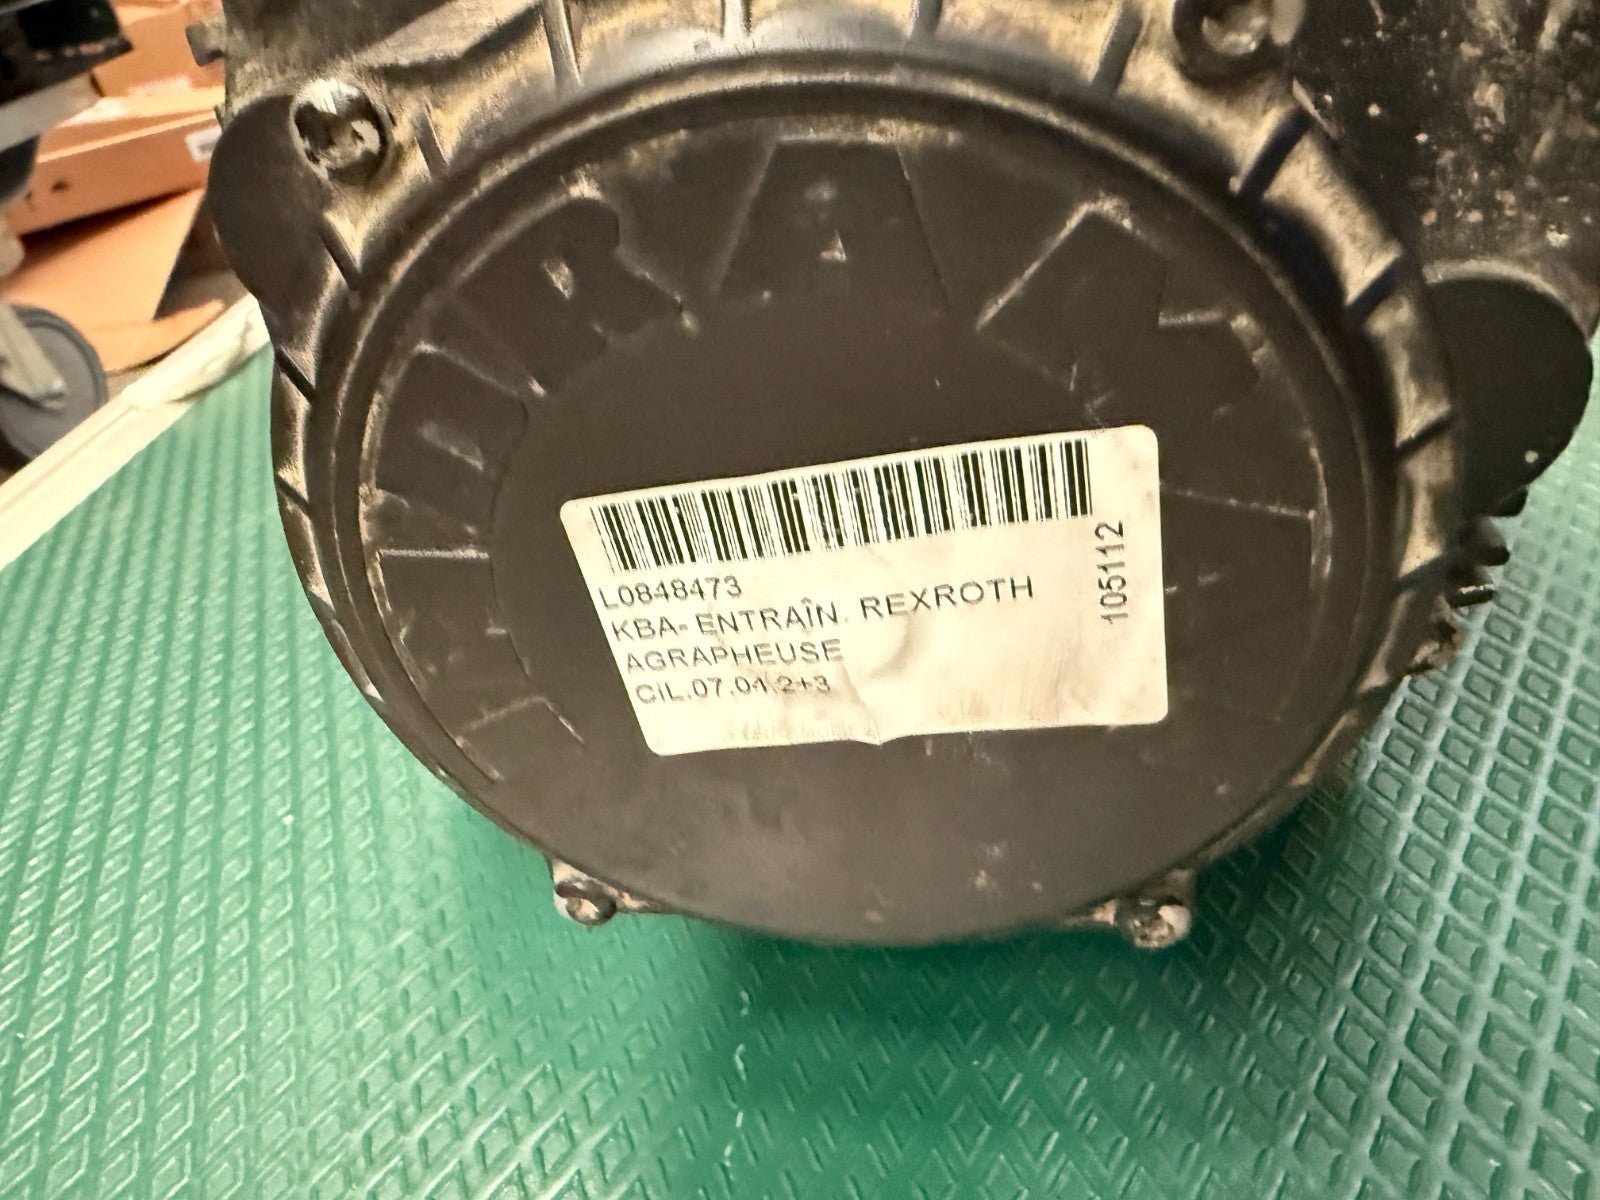 L0848473
KBA- ENTRAÎN. REXROTH
AGRAPHEUSE
CIL.07.04.2+3
105112